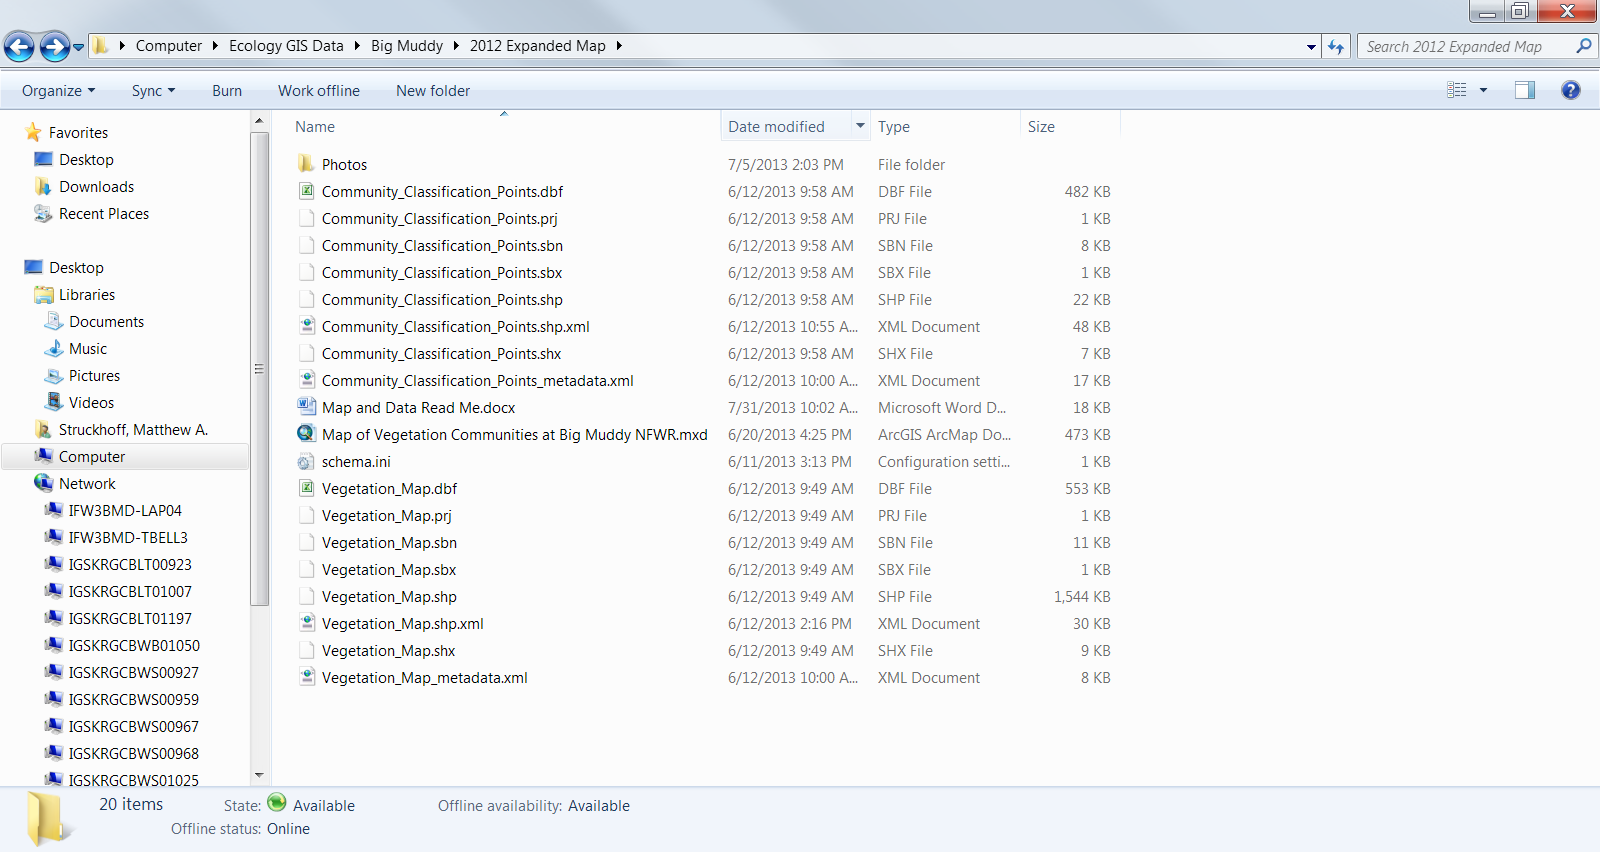 Computer Ecology GIS Data Big Muddy 2012 Expanded Map Search 2012 Expanded Map
Organize Sync Burn Work offline New folder
Favorites
Desktop
Downloads
Recent Places
Desktop
Libraries
Documents
Music
Pictures
Videos
Struckhoff, Matthew A.
Computer
Network
IFW3BMD-LAP04
IFW3BMD-TBELL3
IGSKRGCBLT00923
IGSKRGCBLT01007
IGSKRGCBLT01197
IGSKRGCBWB01050
IGSKRGCBWS00927
IGSKRGCBWS00959
IGSKRGCBWS00967
IGSKRGCBWS00968
IGSKRGCBWS01025
Name Date modified Type Size
Photos 7/5/2013 2:03 PM File folder
Community_Classification_Points.dbf 6/12/2013 9:58 AM DBF File 482 KB
Community_Classification_Points.prj 6/12/2013 9:58 AM PRJ File 1 KB
Community_Classification_Points.sbn 6/12/2013 9:58 AM SBN File 8 KB
Community_Classification_Points.sbx 6/12/2013 9:58 AM SBX File 1 KB
Community_Classification_Points.shp 6/12/2013 9:58 AM SHP File 22 KB
Community_Classification_Points.shp.xml 6/12/2013 10:55 A... XML Document 48 KB
Community_Classification_Points.shx 6/12/2013 9:58 AM SHX File 7 KB
Community_Classification_Points_metadata.xml 6/12/2013 10:00 A... XML Document 17 KB
Map and Data Read Me.docx 7/31/2013 10:02 A... Microsoft Word D... 18 KB
Map of Vegetation Communities at Big Muddy NFWR.mxd 6/20/2013 4:25 PM ArcGIS ArcMap Do... 473 KB
schema.ini 6/11/2013 3:13 PM Configuration setti... 1 KB
Vegetation_Map.dbf 6/12/2013 9:49 AM DBF File 553 KB
Vegetation_Map.prj 6/12/2013 9:49 AM PRJ File 1 KB
Vegetation_Map.sbn 6/12/2013 9:49 AM SBN File 11 KB
Vegetation_Map.sbx 6/12/2013 9:49 AM SBX File 1 KB
Vegetation_Map.shp 6/12/2013 9:49 AM SHP File 1,544 KB
Vegetation_Map.shp.xml 6/12/2013 2:16 PM XML Document 30 KB
Vegetation_Map.shx 6/12/2013 9:49 AM SHX File 9 KB
Vegetation_Map_metadata.xml 6/12/2013 10:00 A... XML Document 8 KB
20 items State: Available Offline availability: Available
Offline status: Online